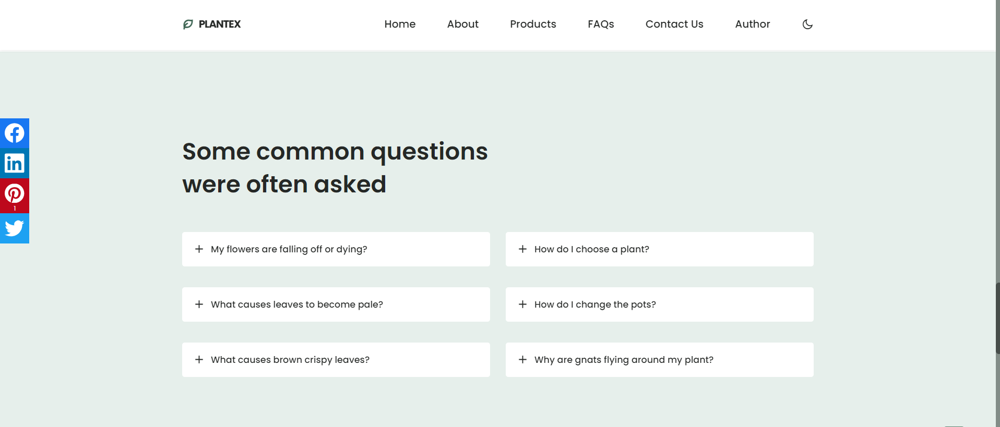 PLANTEX
Home About Products FAQs Contact Us Author
1
Some common questions
were often asked
My flowers are falling off or dying?
How do I choose a plant?
What causes leaves to become pale?
How do I change the pots?
What causes brown crispy leaves?
Why are gnats flying around my plant?